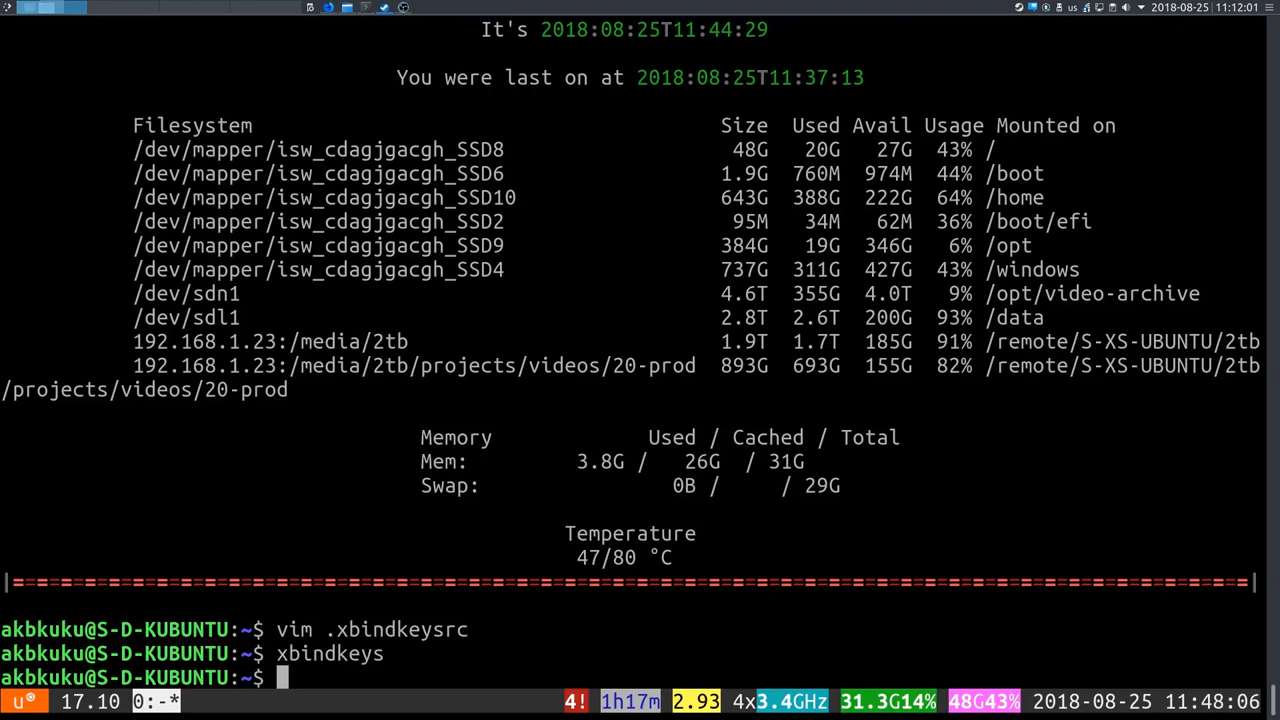 us 2018-08-25 11:12:01
It's 2018:08:25T11:44:29
You were last on at 2018:08:25T11:37:13
Filesystem Size Used Avail Usage Mounted on
/dev/mapper/isw_cdagjgacgh_SSD8 48G 20G 27G 43% /
/dev/mapper/isw_cdagjgacgh_SSD6 1.9G 760M 974M 44% /boot
/dev/mapper/isw_cdagjgacgh_SSD10 643G 388G 222G 64% /home
/dev/mapper/isw_cdagjgacgh_SSD2 95M 34M 62M 36% /boot/efi
/dev/mapper/isw_cdagjgacgh_SSD9 384G 19G 346G 6% /opt
/dev/mapper/isw_cdagjgacgh_SSD4 737G 311G 427G 43% /windows
/dev/sdn1 4.6T 355G 4.0T 9% /opt/video-archive
/dev/sdl1 2.8T 2.6T 200G 93% /data
192.168.1.23:/media/2tb 1.9T 1.7T 185G 91% /remote/S-XS-UBUNTU/2tb
192.168.1.23:/media/2tb/projects/videos/20-prod 893G 693G 155G 82% /remote/S-XS-UBUNTU/2tb
/projects/videos/20-prod
Memory Used / Cached / Total
Mem: 3.8G / 26G / 31G
Swap: 0B / / 29G
Temperature
47/80 °C
|=======================================================================================================|
akbkuku@S-D-KUBUNTU:~$ vim .xbindkeysrc
akbkuku@S-D-KUBUNTU:~$ xbindkeys
akbkuku@S-D-KUBUNTU:~$
u® 17.10 0:-* 4! 1h17m 2.93 4x3.4GHz 31.3G14% 48G43% 2018-08-25 11:48:06